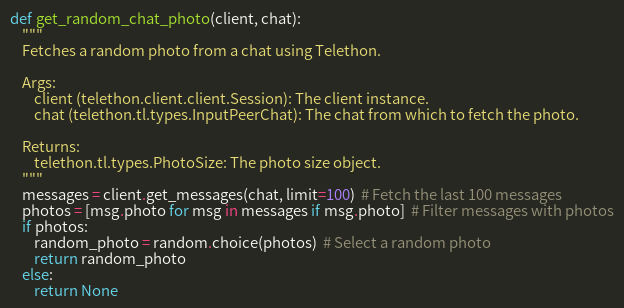 def get_random_chat_photo(client, chat):
"""
Fetches a random photo from a chat using Telethon.
Args:
client (telethon.client.client.Session): The client instance.
chat (telethon.tl.types.InputPeerChat): The chat from which to fetch the photo.
Returns:
telethon.tl.types.PhotoSize: The photo size object.
"""
messages = client.get_messages(chat, limit=100)  # Fetch the last 100 messages
photos = [msg.photo for msg in messages if msg.photo]  # Filter messages with photos
if photos:
random_photo = random.choice(photos)  # Select a random photo
return random_photo
else:
return None